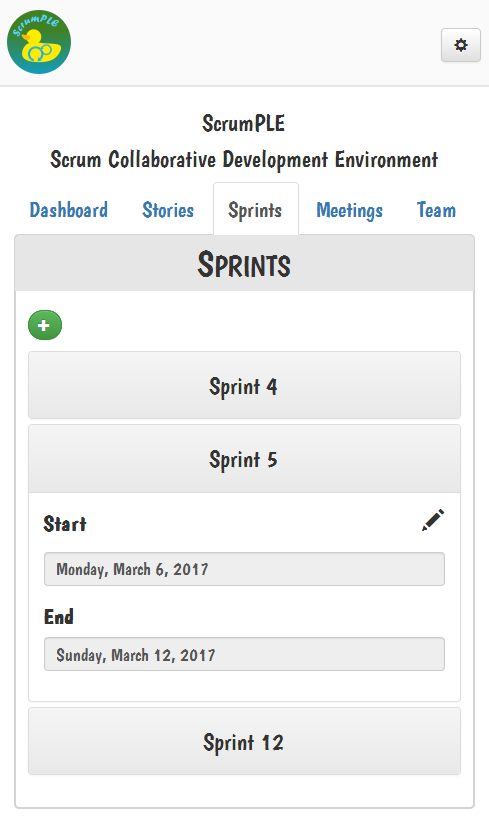 ScrumPLE
ScrumPLE
Scrum Collaborative Development Environment
Dashboard Stories Sprints Meetings Team
Sprints
+
Sprint 4
Sprint 5
Start
Monday, March 6, 2017
End
Sunday, March 12, 2017
Sprint 12